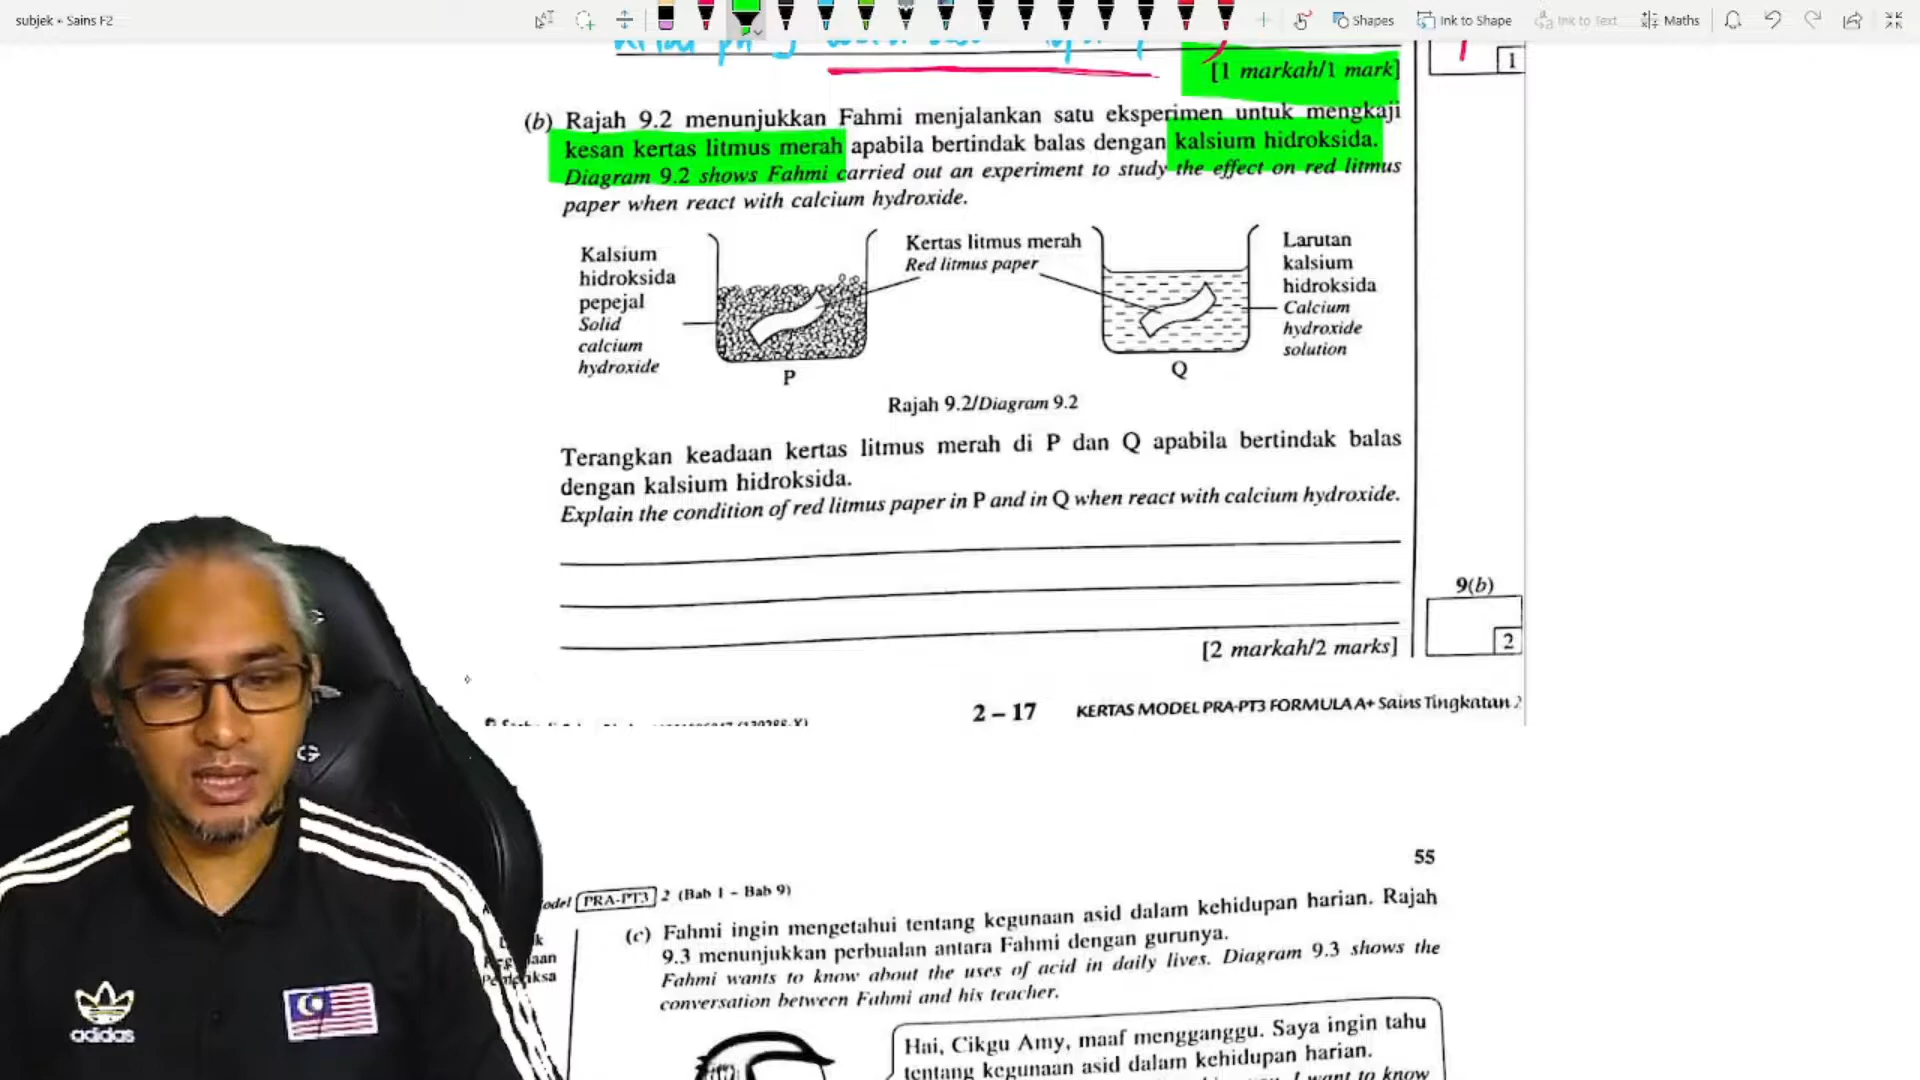 subjek • Sains F2
Shapes
Ink to Shape
Ink to Text
Maths
[1 markah/1 mark]
1
(b) Rajah 9.2 menunjukkan Fahmi menjalankan satu eksperimen untuk mengkaji
kesan kertas litmus merah apabila bertindak balas dengan kalsium hidroksida.
Diagram 9.2 shows Fahmi carried out an experiment to study the effect on red litmus
paper when react with calcium hydroxide.
Kalsium
hidroksida
pepejal
Solid
calcium
hydroxide
Kertas litmus merah
Red litmus paper
Larutan
kalsium
hidroksida
Calcium
hydroxide
solution
P
Q
Rajah 9.2/Diagram 9.2
Terangkan keadaan kertas litmus merah di P dan Q apabila bertindak balas
dengan kalsium hidroksida.
Explain the condition of red litmus paper in P and in Q when react with calcium hydroxide.
9(b)
2
[2 markah/2 marks]
2 – 17
KERTAS MODEL PRA-PT3 FORMULA A+ Sains Tingkatan 2
55
PRA-PT3 2 (Bab 1 – Bab 9)
(c) Fahmi ingin mengetahui tentang kegunaan asid dalam kehidupan harian. Rajah
9.3 menunjukkan perbualan antara Fahmi dengan gurunya.
Fahmi wants to know about the uses of acid in daily lives. Diagram 9.3 shows the
conversation between Fahmi and his teacher.
Hai, Cikgu Amy, maaf mengganggu. Saya ingin tahu
tentang kegunaan asid dalam kehidupan harian.
I want to know
adidas